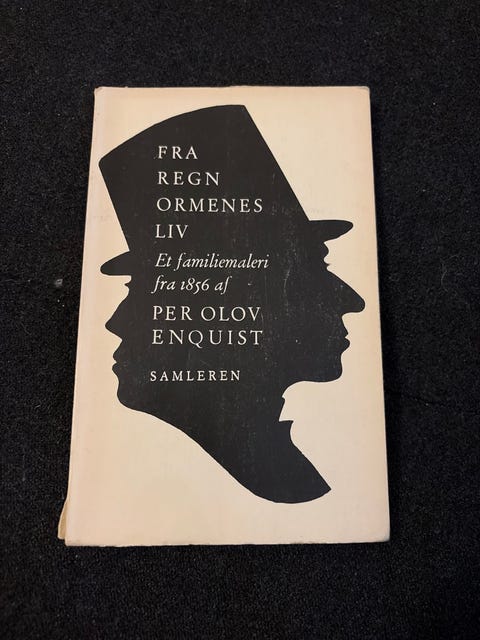 FRA
REGN
ORMENES
LIV
Et familiemaleri
fra 1856 af
PER OLOV
ENQUIST
SAMLEREN